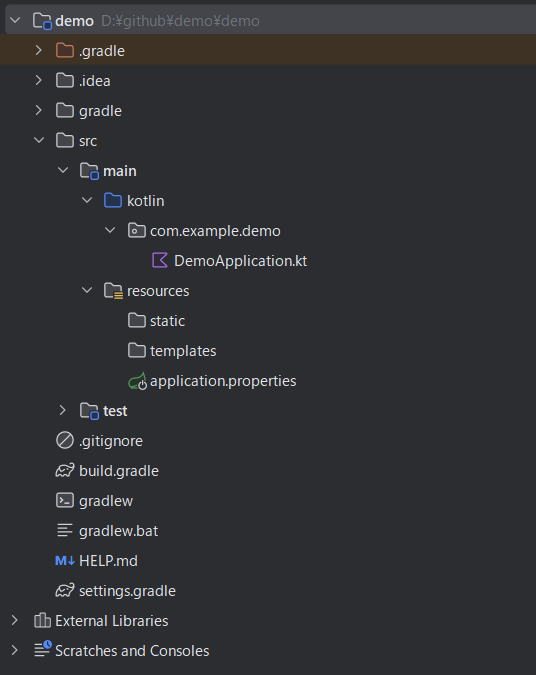 demo D:¥github¥demo¥demo
.gradle
.idea
gradle
src
main
kotlin
com.example.demo
DemoApplication.kt
resources
static
templates
application.properties
test
.gitignore
build.gradle
gradlew
gradlew.bat
M↓ HELP.md
settings.gradle
External Libraries
Scratches and Consoles